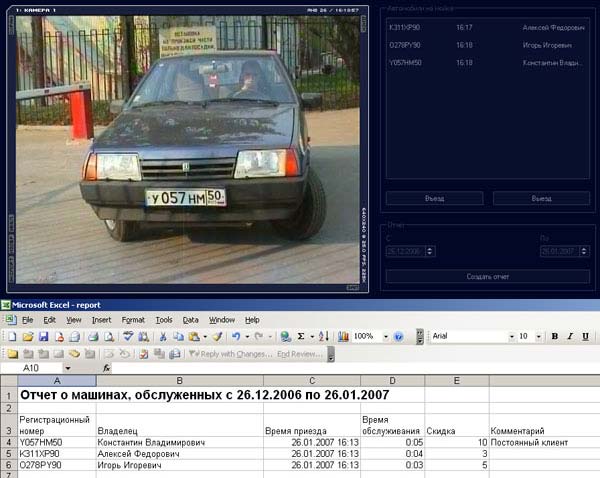 1: КАМЕРА 1
ЯНВ 26 / 16:18:57
ОСТАНОВКА
НА ПРОЕЗЖЕЙ ЧАСТИ
ТОЛЬКО ДЛЯ ПОСАДКИ
У 057 НМ 50
Автомобили на мойке
К311ХР90 16:17 Алексей Федорович
О278РУ90 16:18 Игорь Игоревич
У057НМ50 16:18 Константин Влади...
Въезд Выезд
Отчет
С По
26.12.2006 26.01.2007
Создать отчет
Microsoft Excel - report
File Edit View Insert Format Tools Data Window Help
100% Arial 10 B I U
Reply with Changes... End Review...
A10 fx
A B C D E
1 Отчет о машинах, обслуженных с 26.12.2006 по 26.01.2007
2
Регистрационный Время
3 номер Владелец Время приезда обслуживания Скидка Комментарий
4 У057НМ50 Константин Владимирович 26.01.2007 16:13 0:05 10 Постоянный клиент
5 К311ХР90 Алексей Федорович 26.01.2007 16:13 0:04 3
6 О278РУ90 Игорь Игоревич 26.01.2007 16:13 0:03 5
7